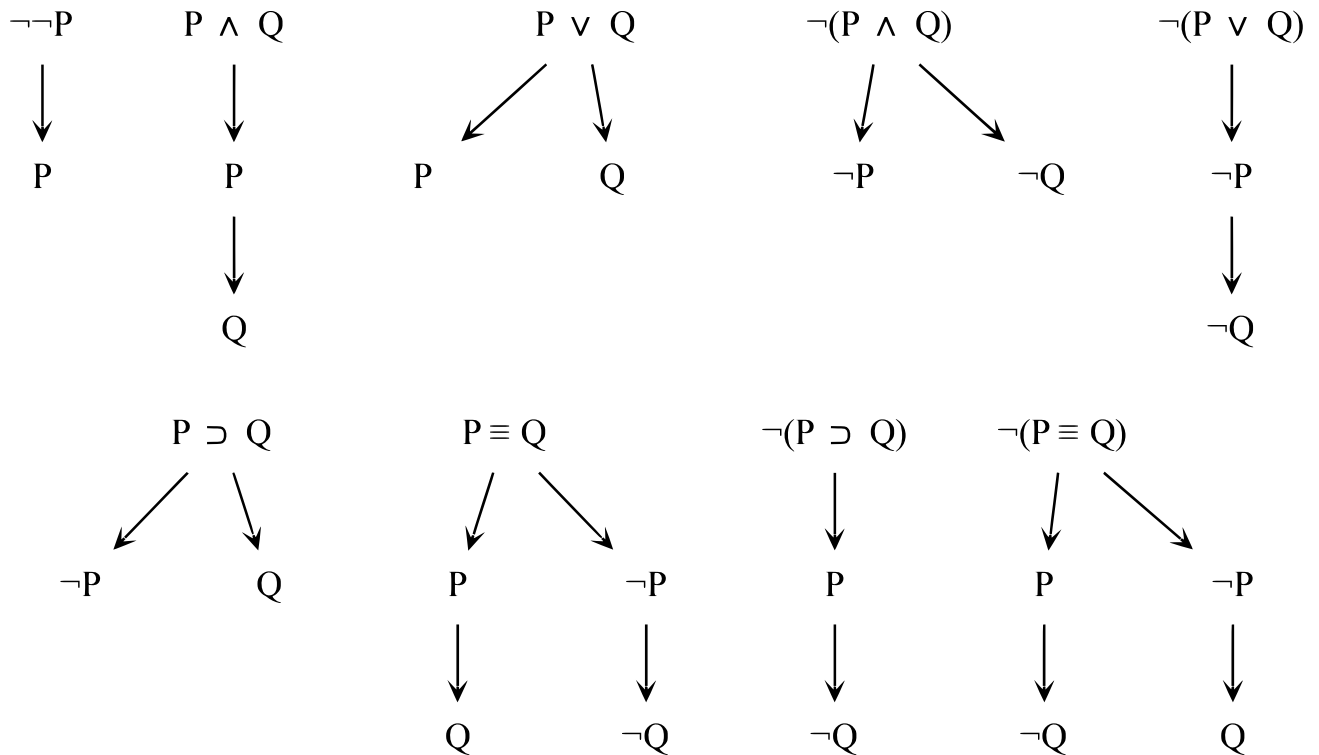 ¬¬P P ∧ Q P ∨ Q ¬(P ∧ Q) ¬(P ∨ Q)
P P P Q ¬P ¬Q ¬P
Q ¬Q
P ⊃ Q P ≡ Q ¬(P ⊃ Q) ¬(P ≡ Q)
¬P Q P ¬P P P ¬P
Q ¬Q ¬Q ¬Q Q